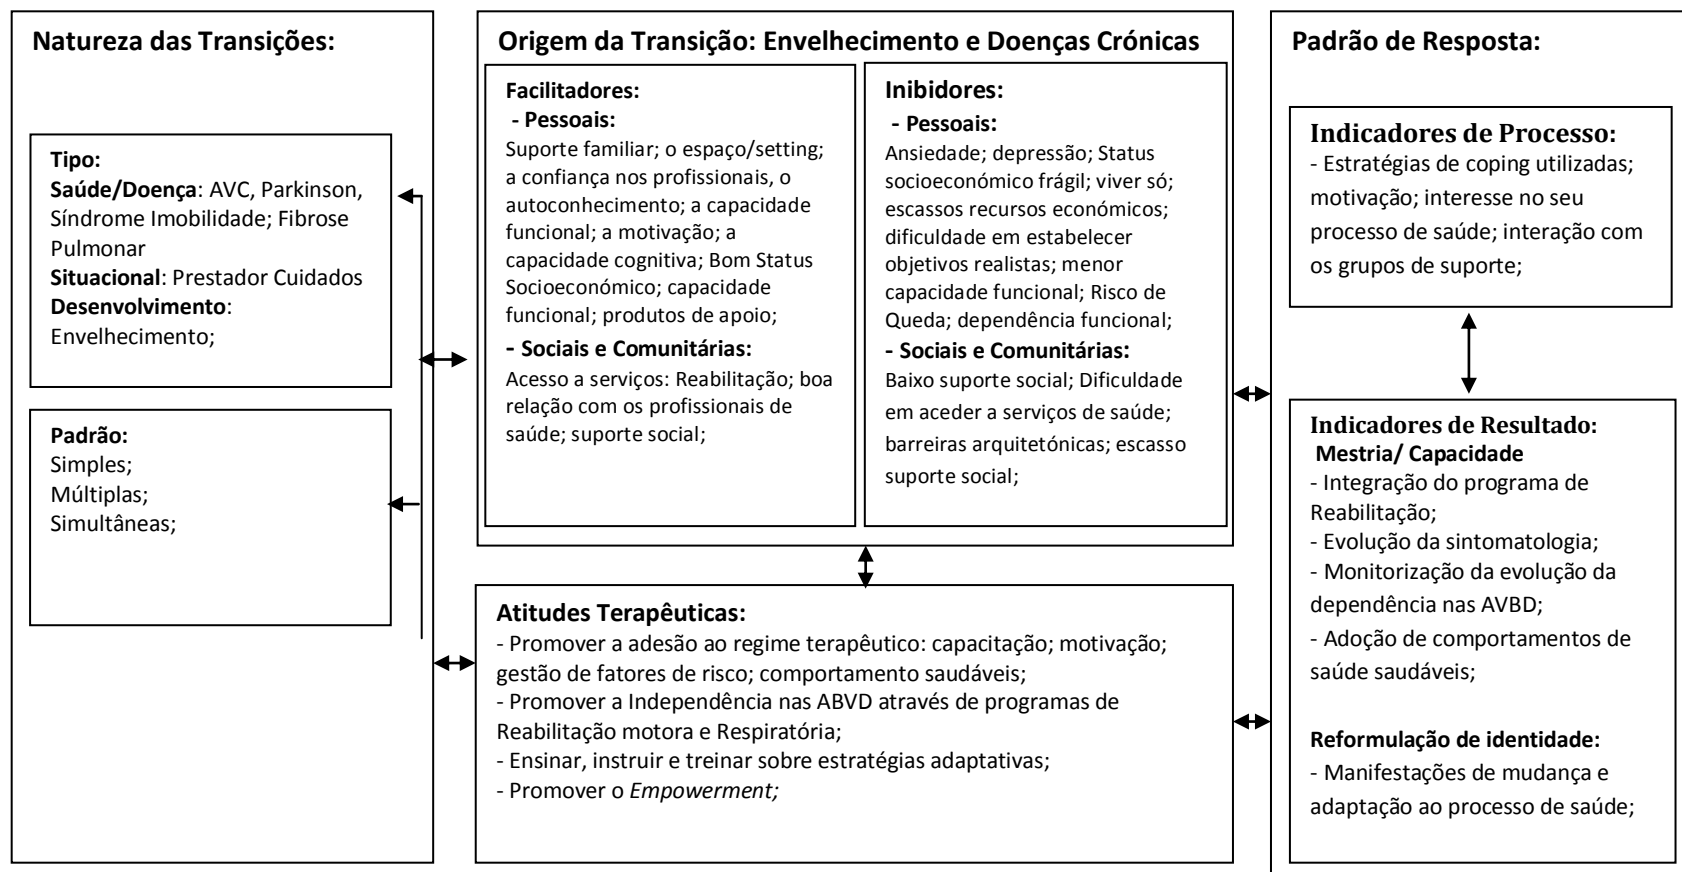 Natureza das Transições:
Tipo:
Saúde/Doença: AVC, Parkinson,
Síndrome Imobilidade; Fibrose
Pulmonar
Situacional: Prestador Cuidados
Desenvolvimento:
Envelhecimento;
Padrão:
Simples;
Múltiplas;
Simultâneas;
Origem da Transição: Envelhecimento e Doenças Crónicas
Facilitadores:
- Pessoais:
Suporte familiar; o espaço/setting;
a confiança nos profissionais, o
autoconhecimento; a capacidade
funcional; a motivação; a
capacidade cognitiva; Bom Status
Socioeconómico; capacidade
funcional; produtos de apoio;
- Sociais e Comunitárias:
Acesso a serviços: Reabilitação; boa
relação com os profissionais de
saúde; suporte social;
Inibidores:
- Pessoais:
Ansiedade; depressão; Status
socioeconómico frágil; viver só;
escassos recursos económicos;
dificuldade em estabelecer
objetivos realistas; menor
capacidade funcional; Risco de
Queda; dependência funcional;
- Sociais e Comunitárias:
Baixo suporte social; Dificuldade
em aceder a serviços de saúde;
barreiras arquitetónicas; escasso
suporte social;
Atitudes Terapêuticas:
- Promover a adesão ao regime terapêutico: capacitação; motivação;
gestão de fatores de risco; comportamento saudáveis;
- Promover a Independência nas ABVD através de programas de
Reabilitação motora e Respiratória;
- Ensinar, instruir e treinar sobre estratégias adaptativas;
- Promover o Empowerment;
Padrão de Resposta:
Indicadores de Processo:
- Estratégias de coping utilizadas;
motivação; interesse no seu
processo de saúde; interação com
os grupos de suporte;
Indicadores de Resultado:
Mestria/ Capacidade
- Integração do programa de
Reabilitação;
- Evolução da sintomatologia;
- Monitorização da evolução da
dependência nas AVBD;
- Adoção de comportamentos de
saúde saudáveis;
Reformulação de identidade:
- Manifestações de mudança e
adaptação ao processo de saúde;